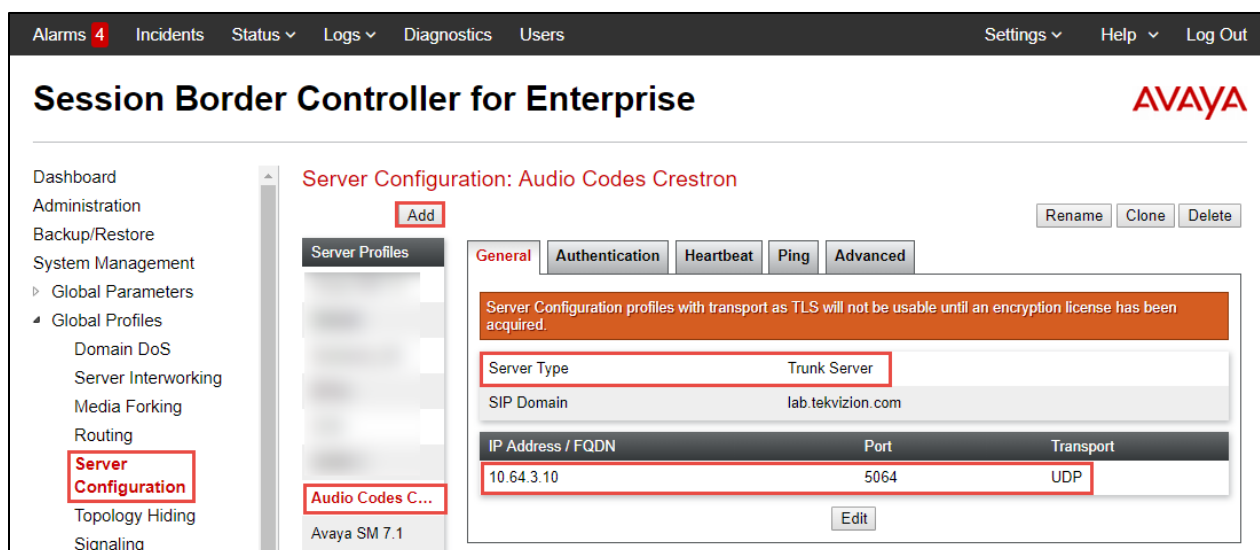 Alarms 4 Incidents Status Logs Diagnostics Users Settings Help Log Out
Session Border Controller for Enterprise
AVAYA
Dashboard
Administration
Backup/Restore
System Management
Global Parameters
Global Profiles
Domain DoS
Server Interworking
Media Forking
Routing
Server
Configuration
Topology Hiding
Signaling
Server Configuration: Audio Codes Crestron
Add
Rename Clone Delete
Server Profiles
Audio Codes C...
Avaya SM 7.1
General Authentication Heartbeat Ping Advanced
Server Configuration profiles with transport as TLS will not be usable until an encryption license has been
acquired.
Server Type Trunk Server
SIP Domain lab.tekvizion.com
IP Address / FQDN Port Transport
10.64.3.10 5064 UDP
Edit